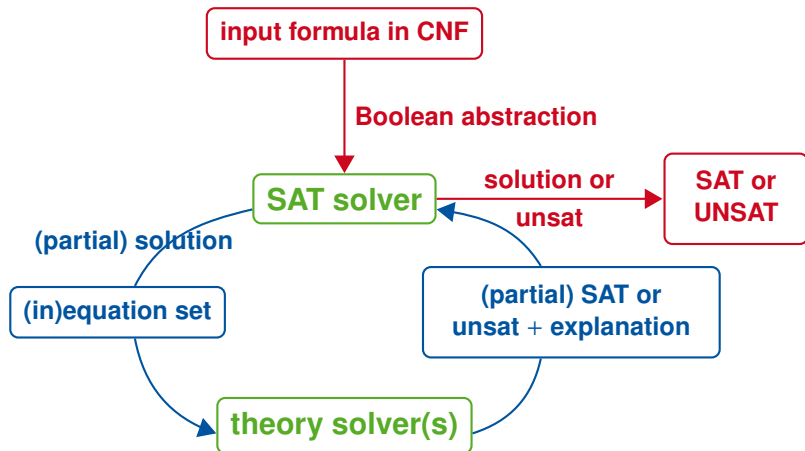 input formula in CNF
Boolean abstraction
SAT solver
solution or
unsat
SAT or
UNSAT
(partial) solution
(in)equation set
(partial) SAT or
unsat + explanation
theory solver(s)